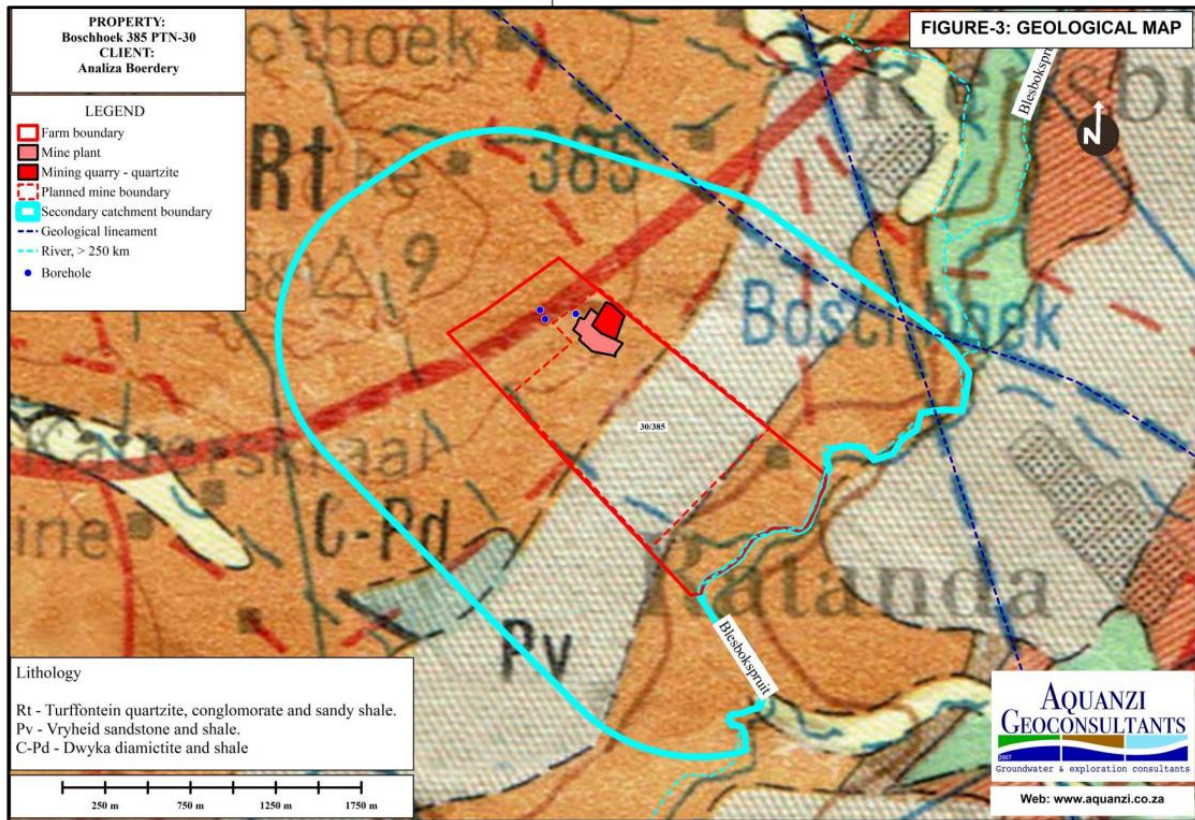 PROPERTY:
Boschhoek 385 PTN-30
CLIENT:
Analiza Boerdery
FIGURE-3: GEOLOGICAL MAP
LEGEND
Farm boundary
Mine plant
Mining quarry - quartzite
Planned mine boundary
Secondary catchment boundary
Geological lineament
River, > 250 km
Borehole
N
Blesbokspruit
Rt
385
9
Boschhoek
30/385
C-Pd
Ratanda
Pv
Blesbokspruit
Lithology
Rt - Turffontein quartzite, conglomorate and sandy shale.
Pv - Vryheid sandstone and shale.
C-Pd - Dwyka diamictite and shale
250 m 750 m 1250 m 1750 m
AQUANZI
GEOCONSULTANTS
2007
Groundwater & exploration consultants
Web: www.aquanzi.co.za